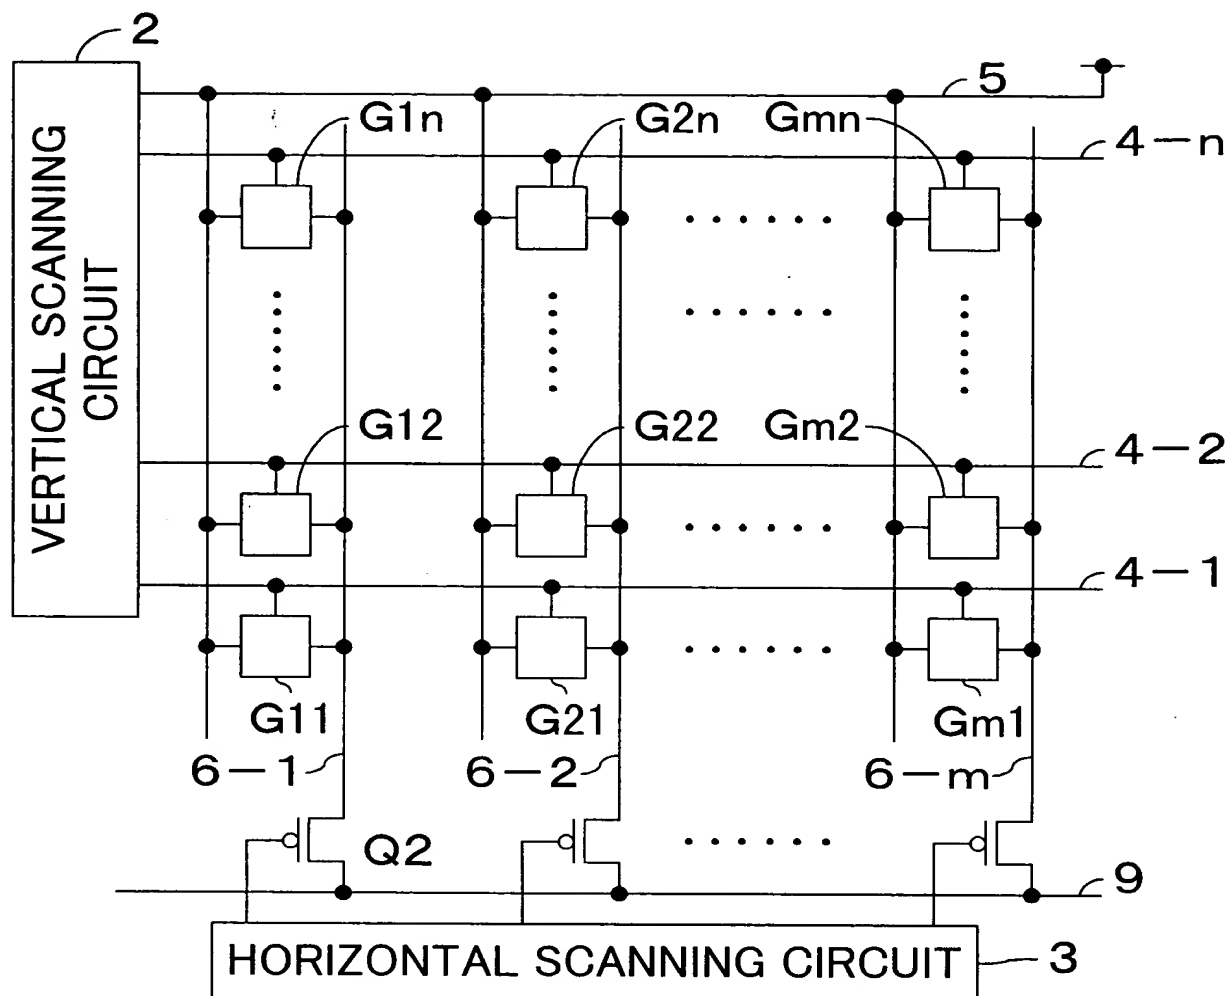 2
5
G1n
G2n
Gmn
4-n
VERTICAL SCANNING
CIRCUIT
G12
G22
Gm2
4-2
4-1
G11
G21
Gm1
6-1
6-2
6-m
Q2
9
HORIZONTAL SCANNING CIRCUIT
3